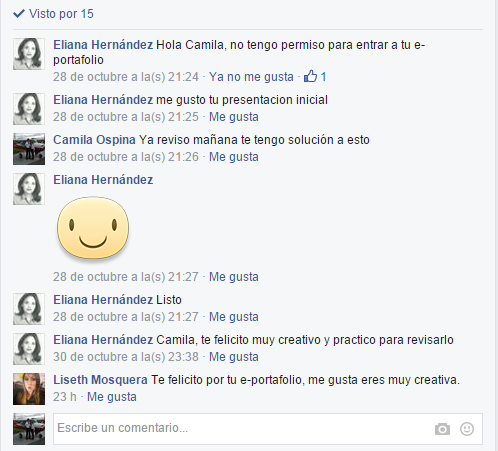 Visto por 15
Eliana Hernández Hola Camila, no tengo permiso para entrar a tu e-
portafolio
28 de octubre a la(s) 21:24 · Ya no me gusta · 1
Eliana Hernández me gusto tu presentacion inicial
28 de octubre a la(s) 21:25 · Me gusta
Camila Ospina Ya reviso mañana te tengo solución a esto
28 de octubre a la(s) 21:26 · Me gusta
Eliana Hernández
28 de octubre a la(s) 21:27 · Me gusta
Eliana Hernández Listo
28 de octubre a la(s) 21:27 · Me gusta
Eliana Hernández Camila, te felicito muy creativo y practico para revisarlo
30 de octubre a la(s) 23:38 · Me gusta
Liseth Mosquera Te felicito por tu e-portafolio, me gusta eres muy creativa.
23 h · Me gusta
Escribe un comentario...